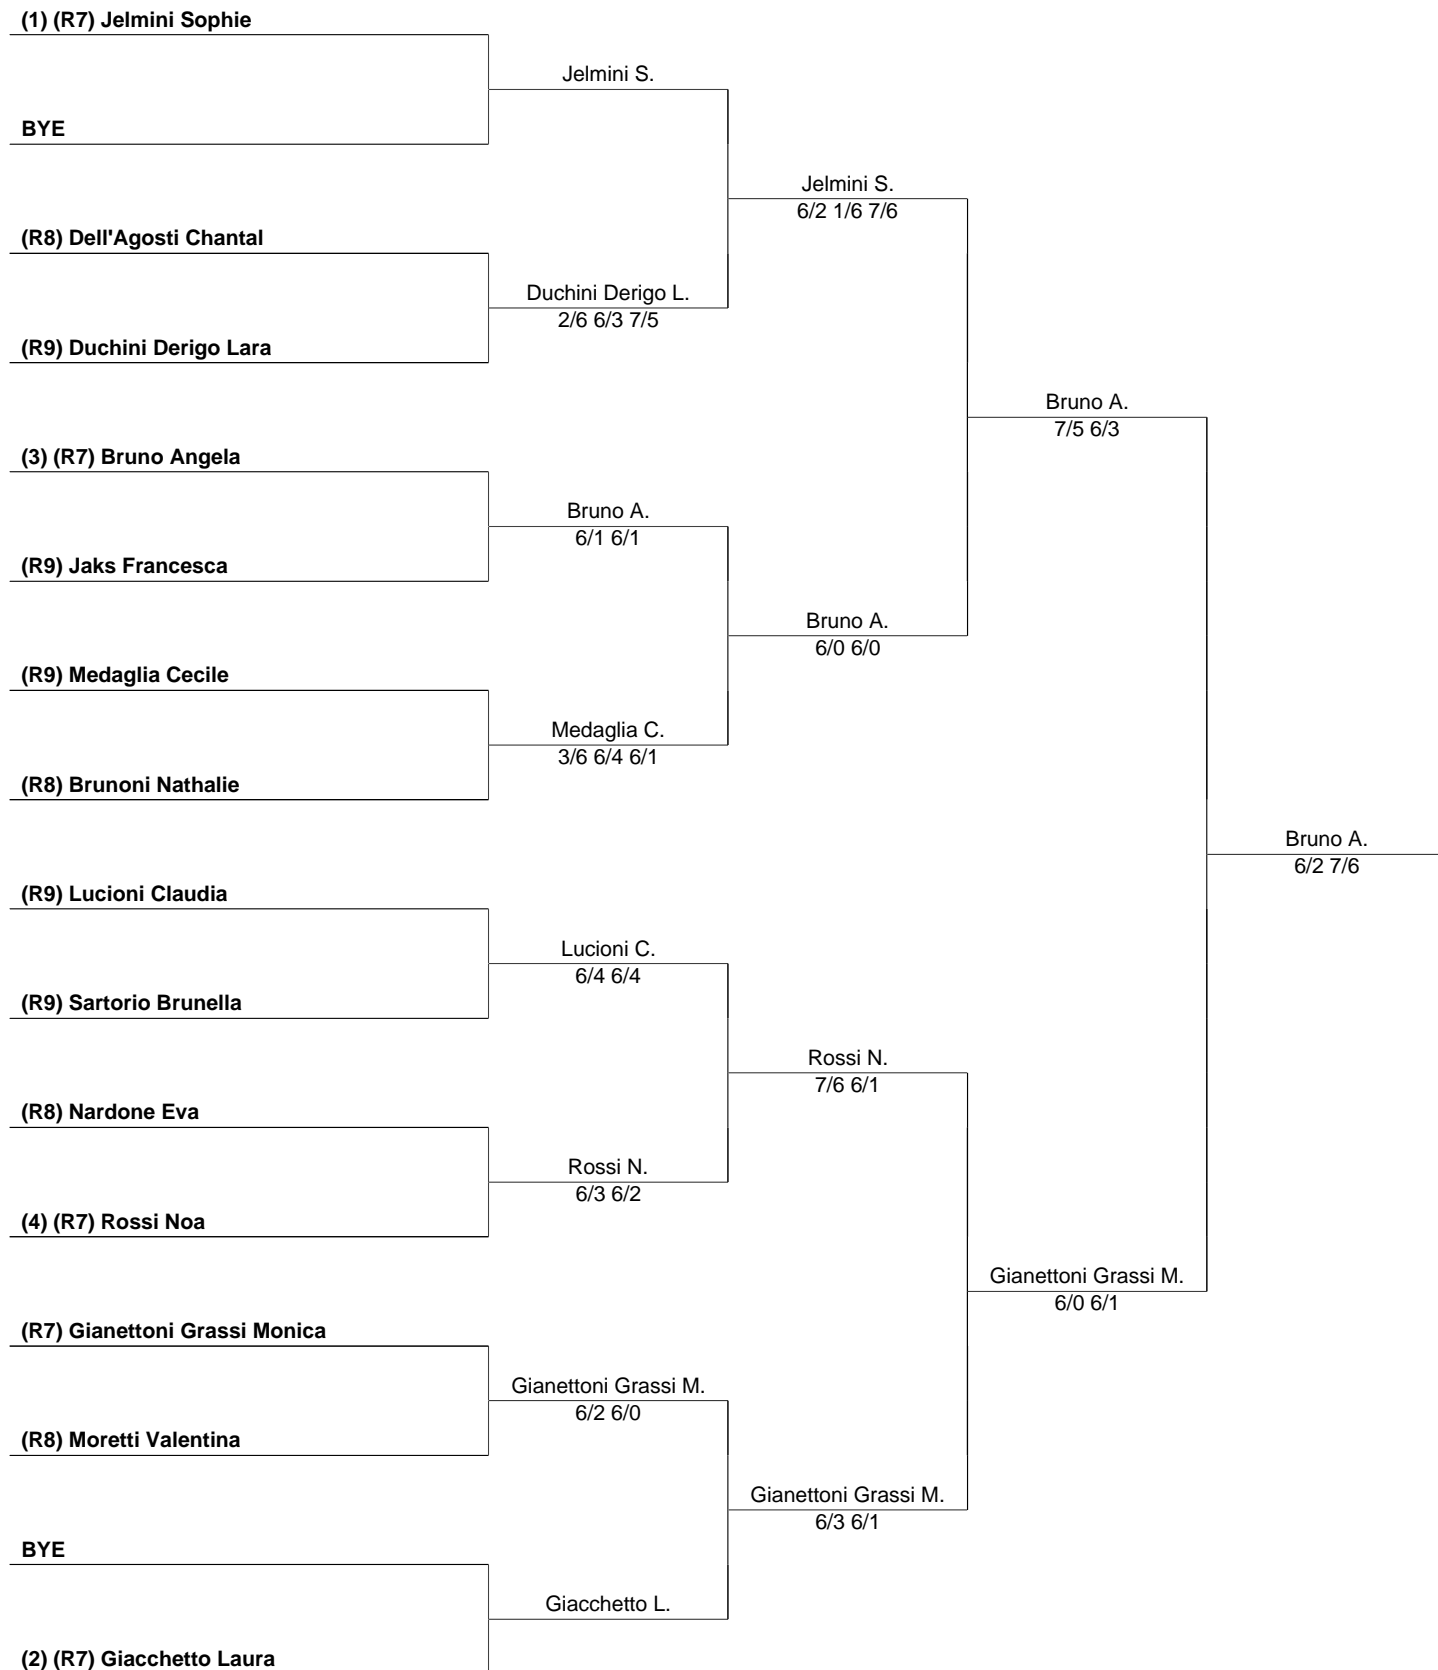 (1) (R7) Jelmini Sophie
Jelmini S.
BYE
Jelmini S.
6/2 1/6 7/6
(R8) Dell'Agosti Chantal
Duchini Derigo L.
2/6 6/3 7/5
(R9) Duchini Derigo Lara
Bruno A.
7/5 6/3
(3) (R7) Bruno Angela
Bruno A.
6/1 6/1
(R9) Jaks Francesca
Bruno A.
6/0 6/0
(R9) Medaglia Cecile
Medaglia C.
3/6 6/4 6/1
(R8) Brunoni Nathalie
Bruno A.
6/2 7/6
(R9) Lucioni Claudia
Lucioni C.
6/4 6/4
(R9) Sartorio Brunella
Rossi N.
7/6 6/1
(R8) Nardone Eva
Rossi N.
6/3 6/2
(4) (R7) Rossi Noa
Gianettoni Grassi M.
6/0 6/1
(R7) Gianettoni Grassi Monica
Gianettoni Grassi M.
6/2 6/0
(R8) Moretti Valentina
Gianettoni Grassi M.
6/3 6/1
BYE
Giacchetto L.
(2) (R7) Giacchetto Laura